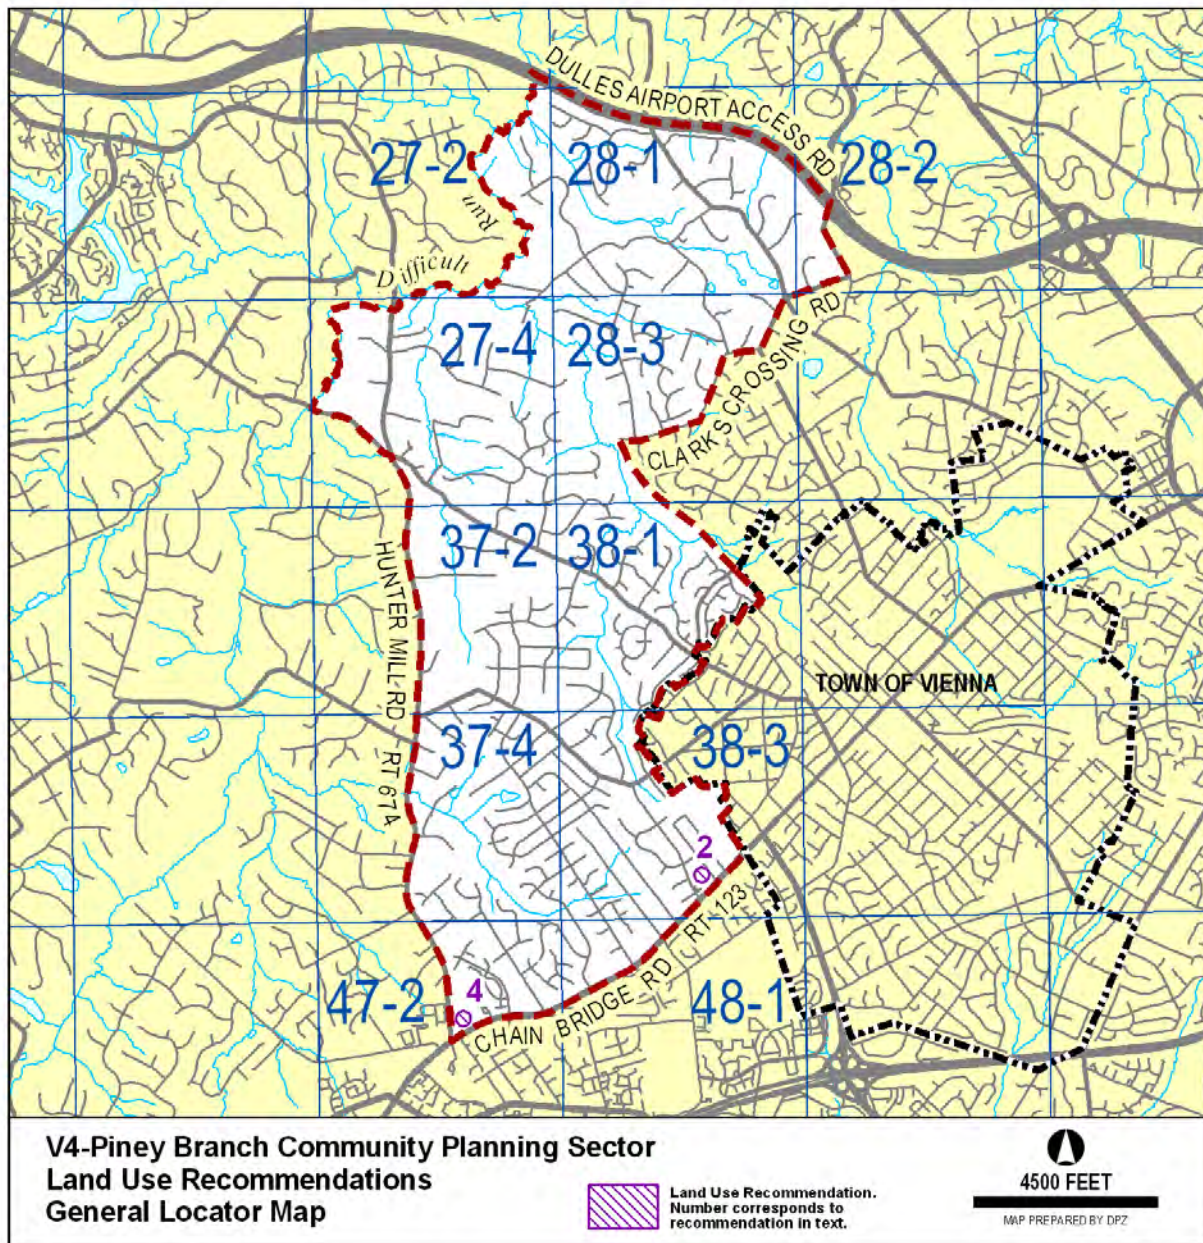 DULLES AIRPORT ACCESS RD
27-2
28-1
28-2
Difficult
Run
27-4
28-3
CLARKS CROSSING RD
37-2
38-1
HUNTER MILL RD RT 674
TOWN OF VIENNA
37-4
38-3
2
47-2
4
CHAIN BRIDGE RD RT 123
48-1
V4-Piney Branch Community Planning Sector
Land Use Recommendations
General Locator Map
Land Use Recommendation.
Number corresponds to
recommendation in text.
4500 FEET
MAP PREPARED BY DPZ